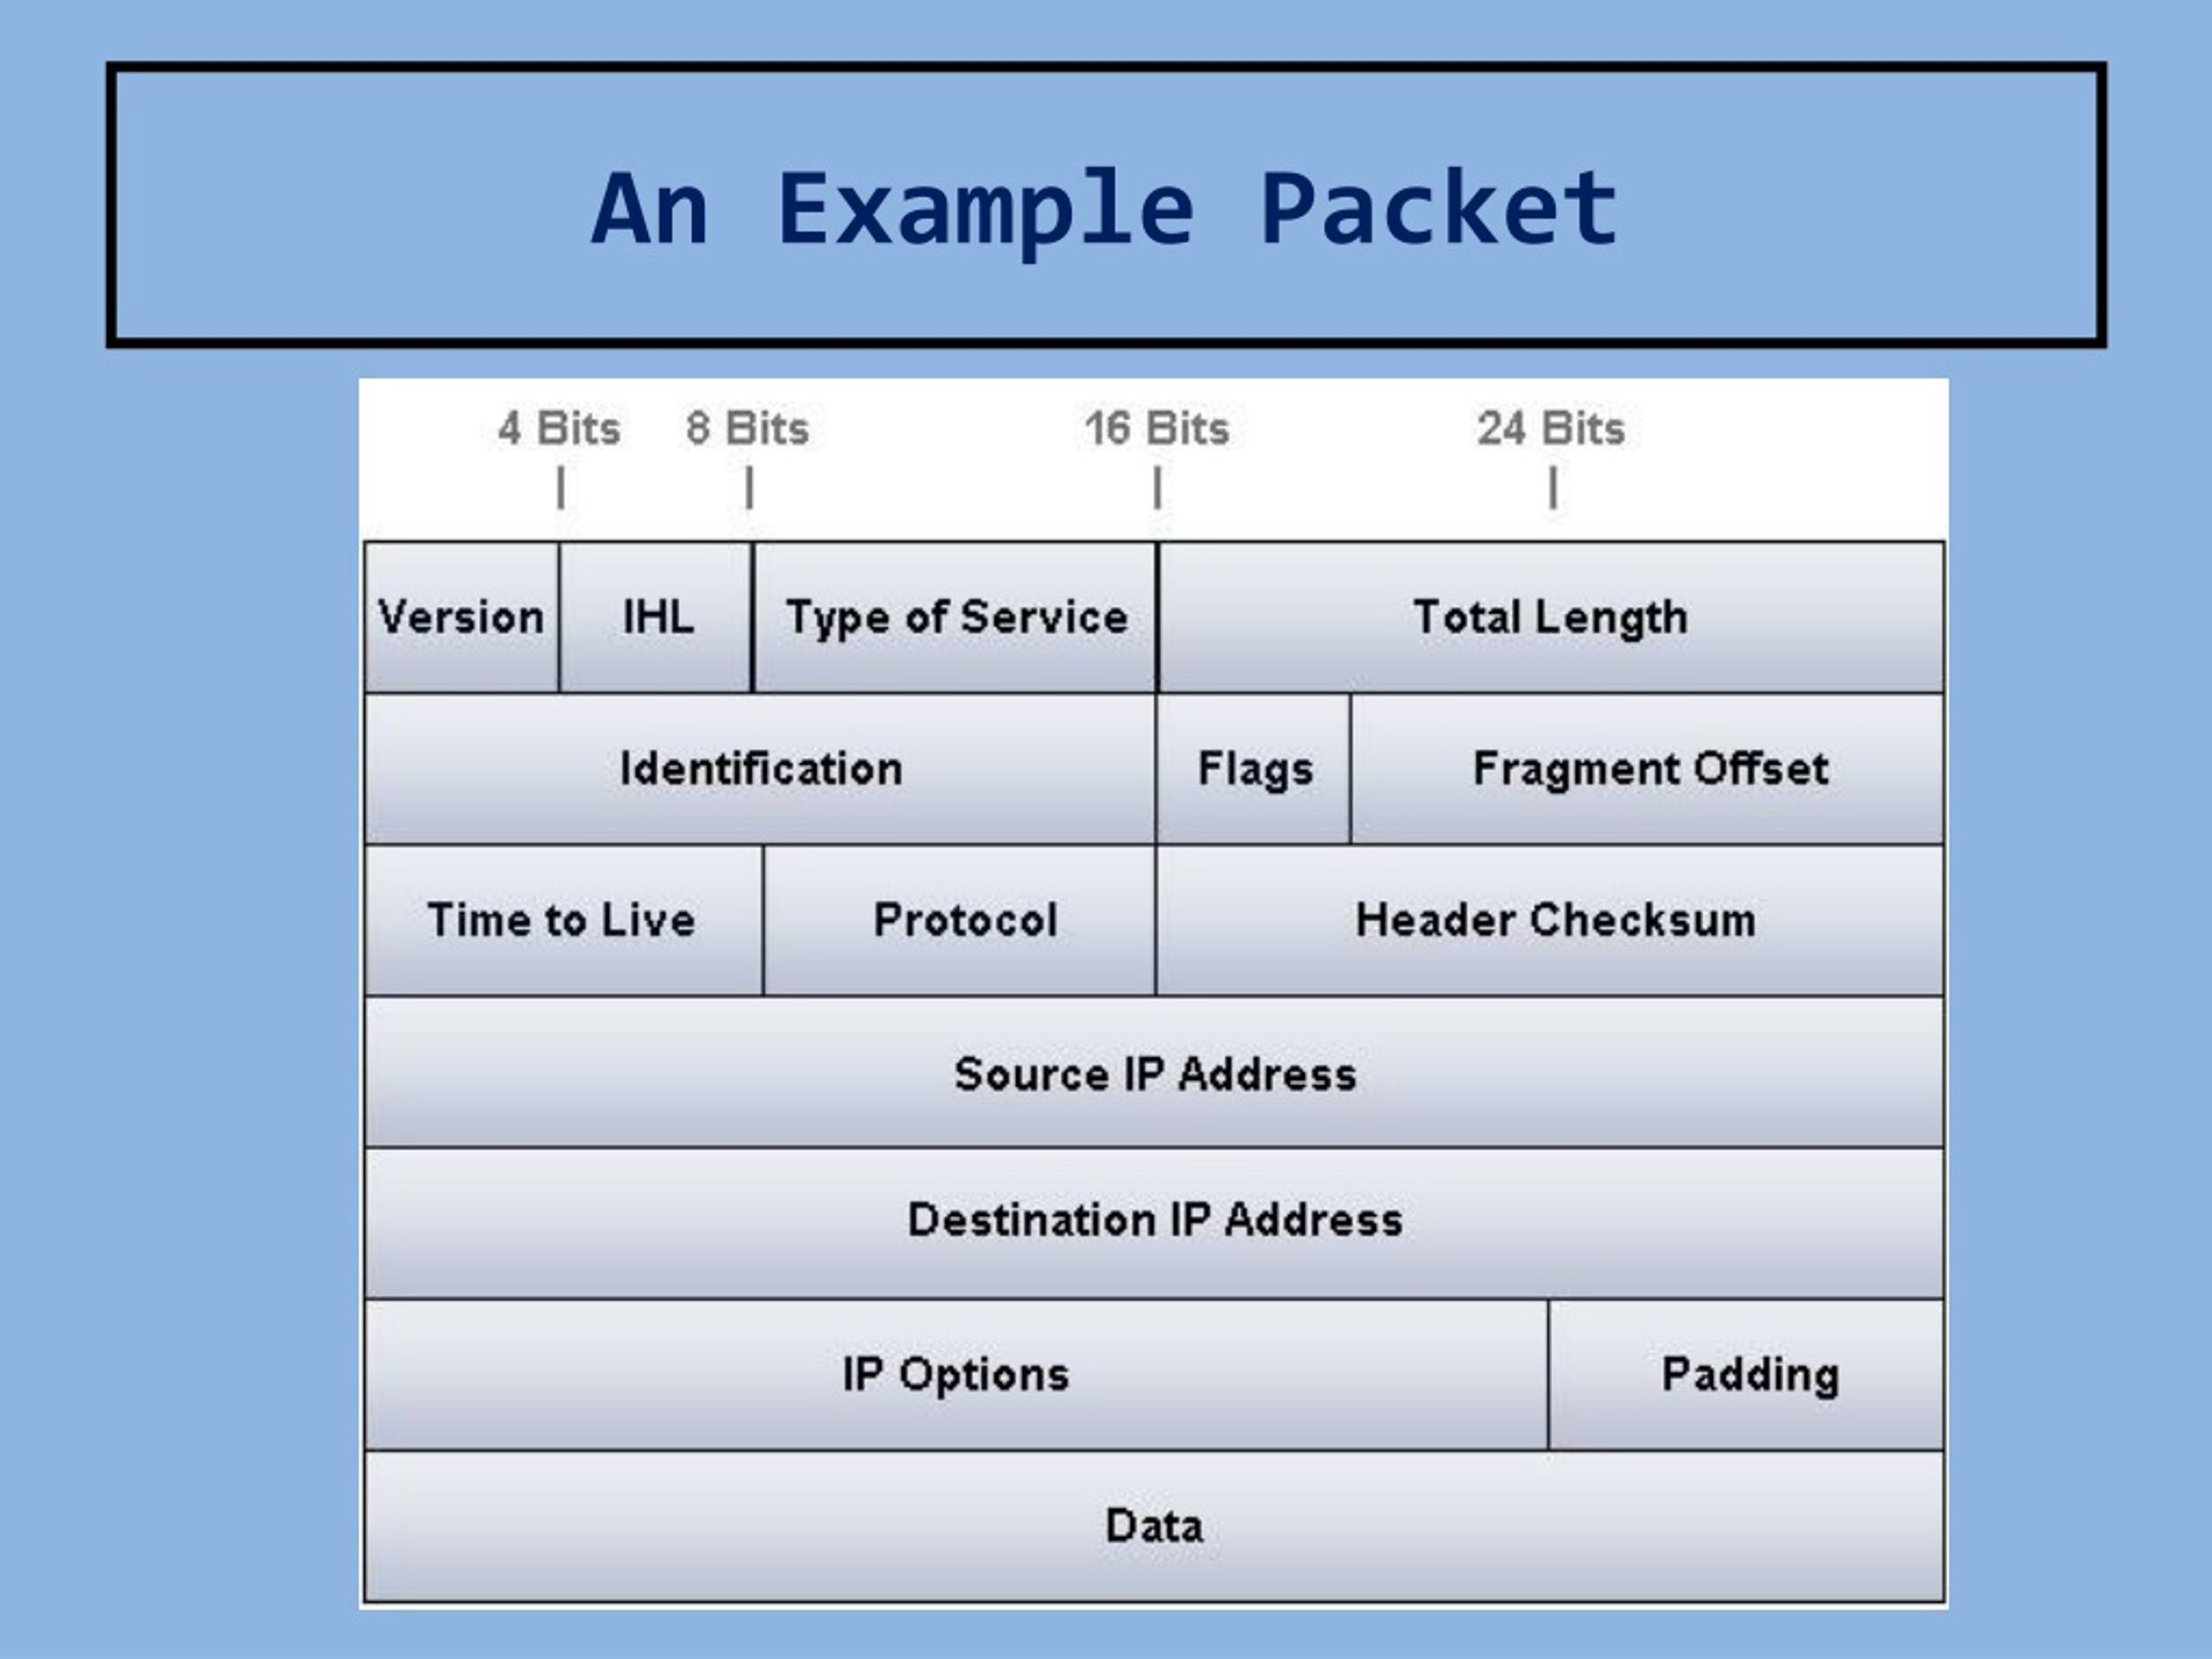 An Example Packet
4 Bits 8 Bits 16 Bits 24 Bits
Version IHL Type of Service Total Length
Identification Flags Fragment Offset
Time to Live Protocol Header Checksum
Source IP Address
Destination IP Address
IP Options Padding
Data